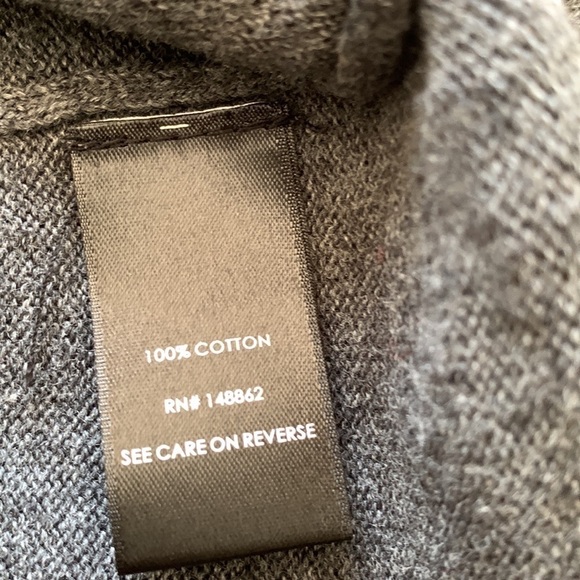 100% COTTON
RN# 148862
SEE CARE ON REVERSE